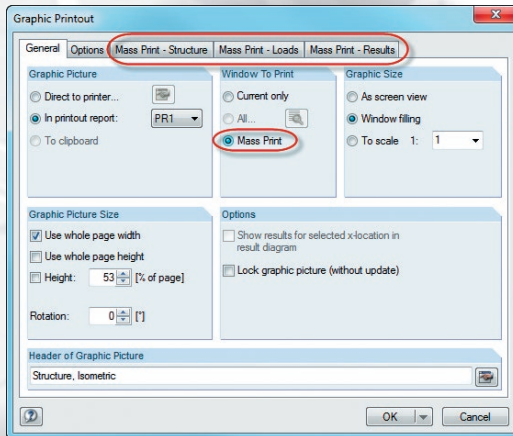 Graphic Printout
General Options Mass Print - Structure Mass Print - Loads Mass Print - Results
Graphic Picture
Direct to printer...
In printout report: PR1
To clipboard
Window To Print
Current only
All...
Mass Print
Graphic Size
As screen view
Window filling
To scale 1: 1
Graphic Picture Size
Use whole page width
Use whole page height
Height: 53 [% of page]
Rotation: 0 [°]
Options
Show results for selected x-location in
result diagram
Lock graphic picture (without update)
Header of Graphic Picture
Structure, Isometric
OK Cancel